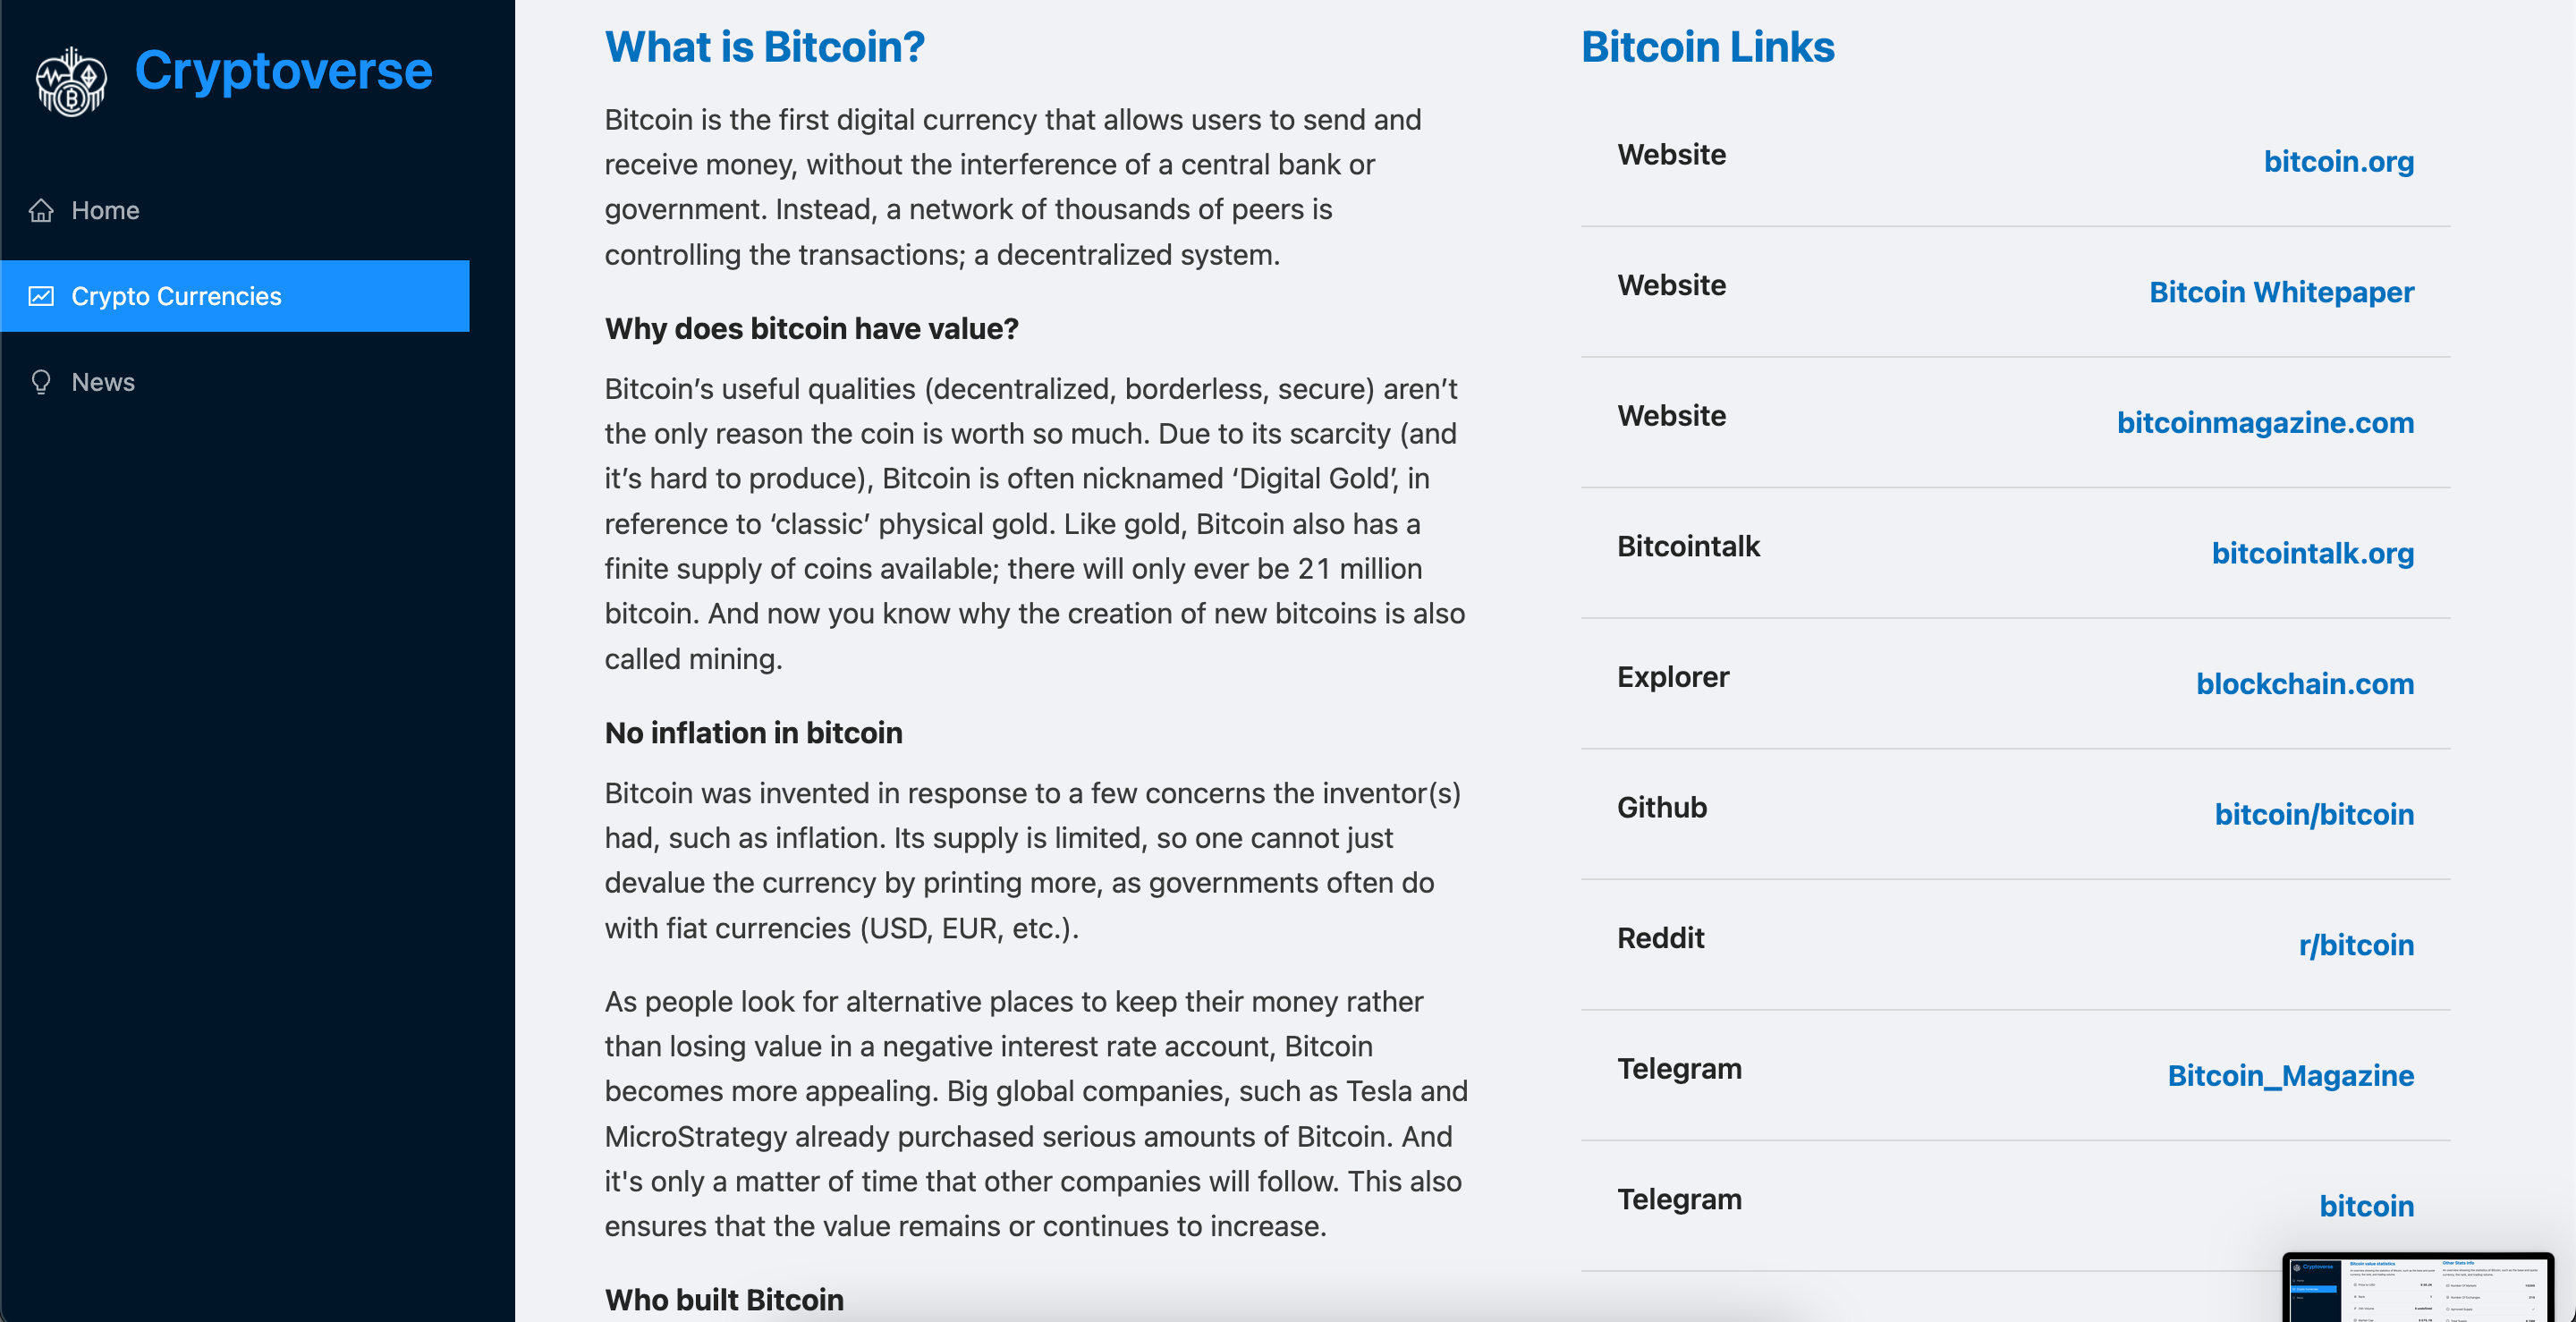 Cryptoverse
Home
Crypto Currencies
News
What is Bitcoin?
Bitcoin is the first digital currency that allows users to send and
receive money, without the interference of a central bank or
government. Instead, a network of thousands of peers is
controlling the transactions; a decentralized system.
Why does bitcoin have value?
Bitcoin’s useful qualities (decentralized, borderless, secure) aren’t
the only reason the coin is worth so much. Due to its scarcity (and
it’s hard to produce), Bitcoin is often nicknamed ‘Digital Gold’, in
reference to ‘classic’ physical gold. Like gold, Bitcoin also has a
finite supply of coins available; there will only ever be 21 million
bitcoin. And now you know why the creation of new bitcoins is also
called mining.
No inflation in bitcoin
Bitcoin was invented in response to a few concerns the inventor(s)
had, such as inflation. Its supply is limited, so one cannot just
devalue the currency by printing more, as governments often do
with fiat currencies (USD, EUR, etc.).
As people look for alternative places to keep their money rather
than losing value in a negative interest rate account, Bitcoin
becomes more appealing. Big global companies, such as Tesla and
MicroStrategy already purchased serious amounts of Bitcoin. And
it's only a matter of time that other companies will follow. This also
ensures that the value remains or continues to increase.
Who built Bitcoin
Bitcoin Links
Website bitcoin.org
Website Bitcoin Whitepaper
Website bitcoinmagazine.com
Bitcointalk bitcointalk.org
Explorer blockchain.com
Github bitcoin/bitcoin
Reddit r/bitcoin
Telegram Bitcoin_Magazine
Telegram bitcoin
Cryptoverse
Bitcoin value statistics
Other Stats Info